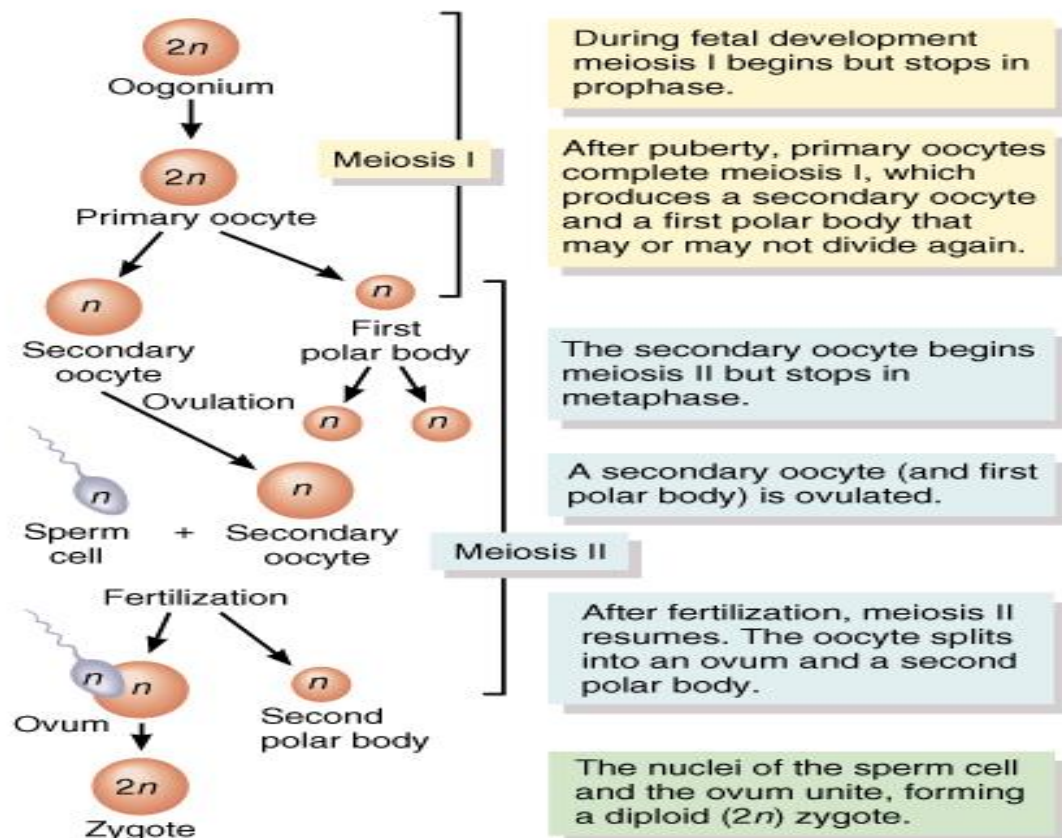 2n
Oogonium
During fetal development
meiosis I begins but stops in
prophase.
Meiosis I
2n
Primary oocyte
After puberty, primary oocytes
complete meiosis I, which
produces a secondary oocyte
and a first polar body that
may or may not divide again.
n
Secondary
oocyte
n
First
polar body
The secondary oocyte begins
meiosis II but stops in
metaphase.
Ovulation
n
n
n
Sperm
cell
+
n
Secondary
oocyte
A secondary oocyte (and first
polar body) is ovulated.
Meiosis II
Fertilization
After fertilization, meiosis II
resumes. The oocyte splits
into an ovum and a second
polar body.
n
n
Ovum
n
Second
polar body
2n
Zygote
The nuclei of the sperm cell
and the ovum unite, forming
a diploid (2n) zygote.